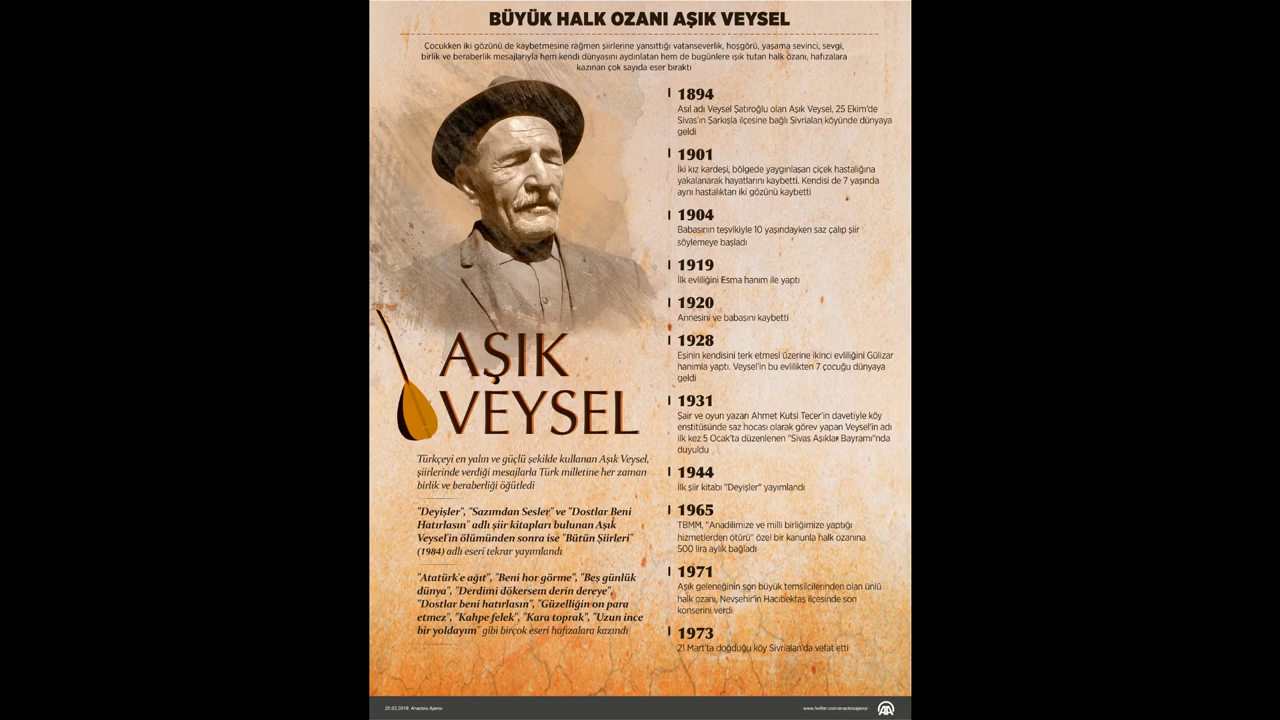 BÜYÜK HALK OZANI AŞIK VEYSEL
Çocukken iki gözünü de kaybetmesine rağmen şiirlerine yansıttığı vatanseverlik, hoşgörü, yaşama sevinci, sevgi,
birlik ve beraberlik mesajlarıyla hem kendi dünyasını aydınlatan hem de bugünlere ışık tutan halk ozanı, hafızalara
kazınan çok sayıda eser bıraktı
AŞIK
VEYSEL
Türkçeyi en yalın ve güçlü şekilde kullanan Aşık Veysel,
şiirlerinde verdiği mesajlarla Türk milletine her zaman
birlik ve beraberliği öğütledi
"Deyişler", "Sazımdan Sesler" ve "Dostlar Beni
Hatırlasın" adlı şiir kitapları bulunan Aşık
Veysel'in ölümünden sonra ise "Bütün Şiirleri"
(1984) adlı eseri tekrar yayımlandı
"Atatürk'e ağıt", "Beni hor görme", "Beş günlük
dünya", "Derdimi dökersem derin dereye",
"Dostlar beni hatırlasın", "Güzelliğin on para
etmez", "Kahpe felek", "Kara toprak", "Uzun ince
bir yoldayım" gibi birçok eseri hafızalara kazındı
1894
Asıl adı Veysel Şatıroğlu olan Aşık Veysel, 25 Ekim'de
Sivas'ın Şarkışla ilçesine bağlı Sivrialan köyünde dünyaya
geldi
1901
İki kız kardeşi, bölgede yaygınlaşan çiçek hastalığına
yakalanarak hayatlarını kaybetti. Kendisi de 7 yaşında
aynı hastalıktan iki gözünü kaybetti
1904
Babasının teşvikiyle 10 yaşındayken saz çalıp şiir
söylemeye başladı
1919
İlk evliliğini Esma hanım ile yaptı
1920
Annesini ve babasını kaybetti
1928
Eşinin kendisini terk etmesi üzerine ikinci evliliğini Gülizar
hanımla yaptı. Veysel'in bu evlilikten 7 çocuğu dünyaya
geldi
1931
Şair ve oyun yazarı Ahmet Kutsi Tecer'in davetiyle köy
enstitüsünde saz hocası olarak görev yapan Veysel'in adı
ilk kez 5 Ocak'ta düzenlenen "Sivas Aşıklar Bayramı"nda
duyuldu
1944
İlk şiir kitabı "Deyişler" yayımlandı
1965
TBMM, "Anadilimize ve milli birliğimize yaptığı
hizmetlerden ötürü" özel bir kanunla halk ozanına
500 lira aylık bağladı
1971
Aşık geleneğinin son büyük temsilcilerinden olan ünlü
halk ozanı, Nevşehir'in Hacıbektaş ilçesinde son
konserini verdi
1973
21 Mart'ta doğduğu köy Sivrialan'da vefat etti
20.03.2019, Anadolu Ajansı
www.twitter.com/anadoluajansi
AA